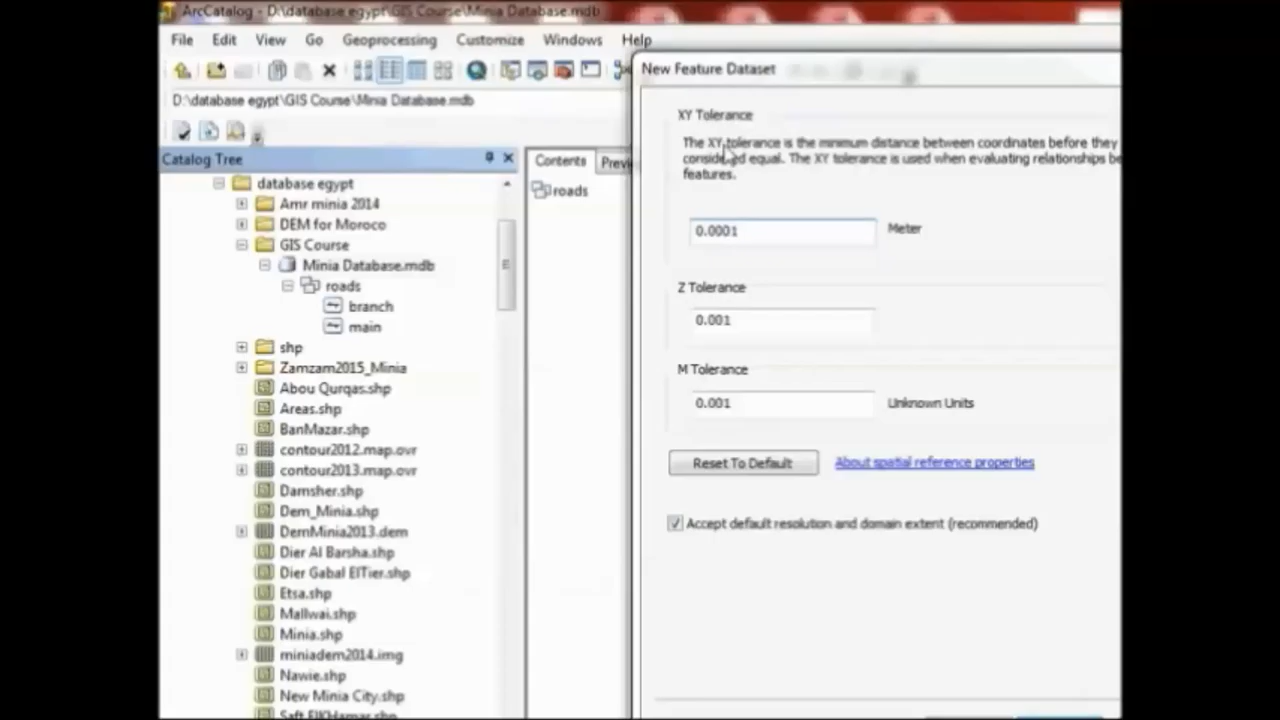 ArcCatalog - D:\database egypt\GIS Course\Minia Database.mdb
File Edit View Go Geoprocessing Customize Windows Help
D:\database egypt\GIS Course\Minia Database.mdb
Catalog Tree
database egypt
Amr minia 2014
DEM for Moroco
GIS Course
Minia Database.mdb
roads
branch
main
shp
Zamzam2015_Minia
Abou Qurqas.shp
Areas.shp
BanMazar.shp
contour2012.map.ovr
contour2013.map.ovr
Damsher.shp
Dem_Minia.shp
DemMinia2013.dem
Dier Al Barsha.shp
Dier Gabal ElTier.shp
Etsa.shp
Mallwai.shp
Minia.shp
miniadem2014.img
Nawie.shp
New Minia City.shp
Saft ElKHamar.shp
Contents Previ
roads
New Feature Dataset
XY Tolerance
The XY tolerance is the minimum distance between coordinates before they
considered equal. The XY tolerance is used when evaluating relationships be
features.
0.0001 Meter
Z Tolerance
0.001
M Tolerance
0.001 Unknown Units
Reset To Default About spatial reference properties
Accept default resolution and domain extent (recommended)